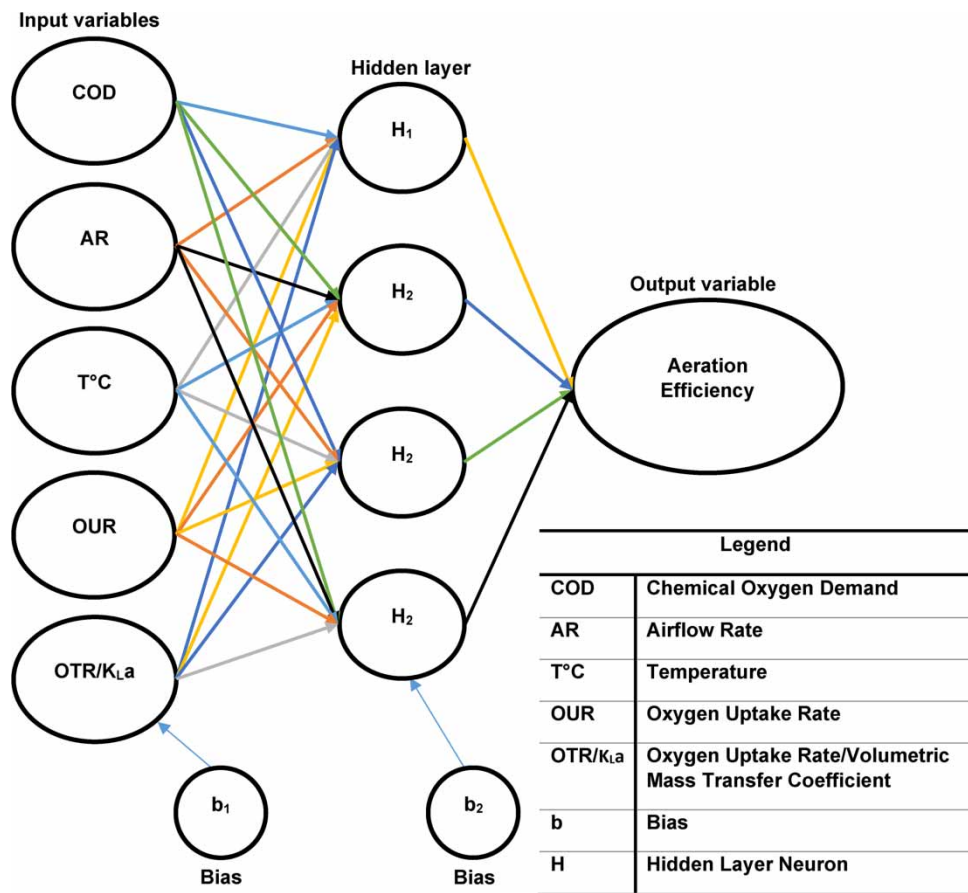 Input variables
COD
AR
T°C
OUR
OTR/KLa
b₁
Bias
Hidden layer
H₁
H₂
H₂
H₂
b₂
Bias
Output variable
Aeration
Efficiency
Legend
COD Chemical Oxygen Demand
AR Airflow Rate
T°C Temperature
OUR Oxygen Uptake Rate
OTR/KLa Oxygen Uptake Rate/Volumetric
Mass Transfer Coefficient
b Bias
H Hidden Layer Neuron